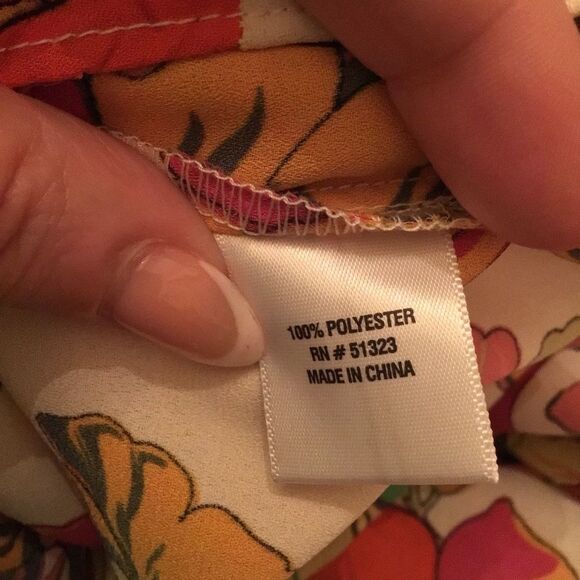 100% POLYESTER
RN # 51323
MADE IN CHINA